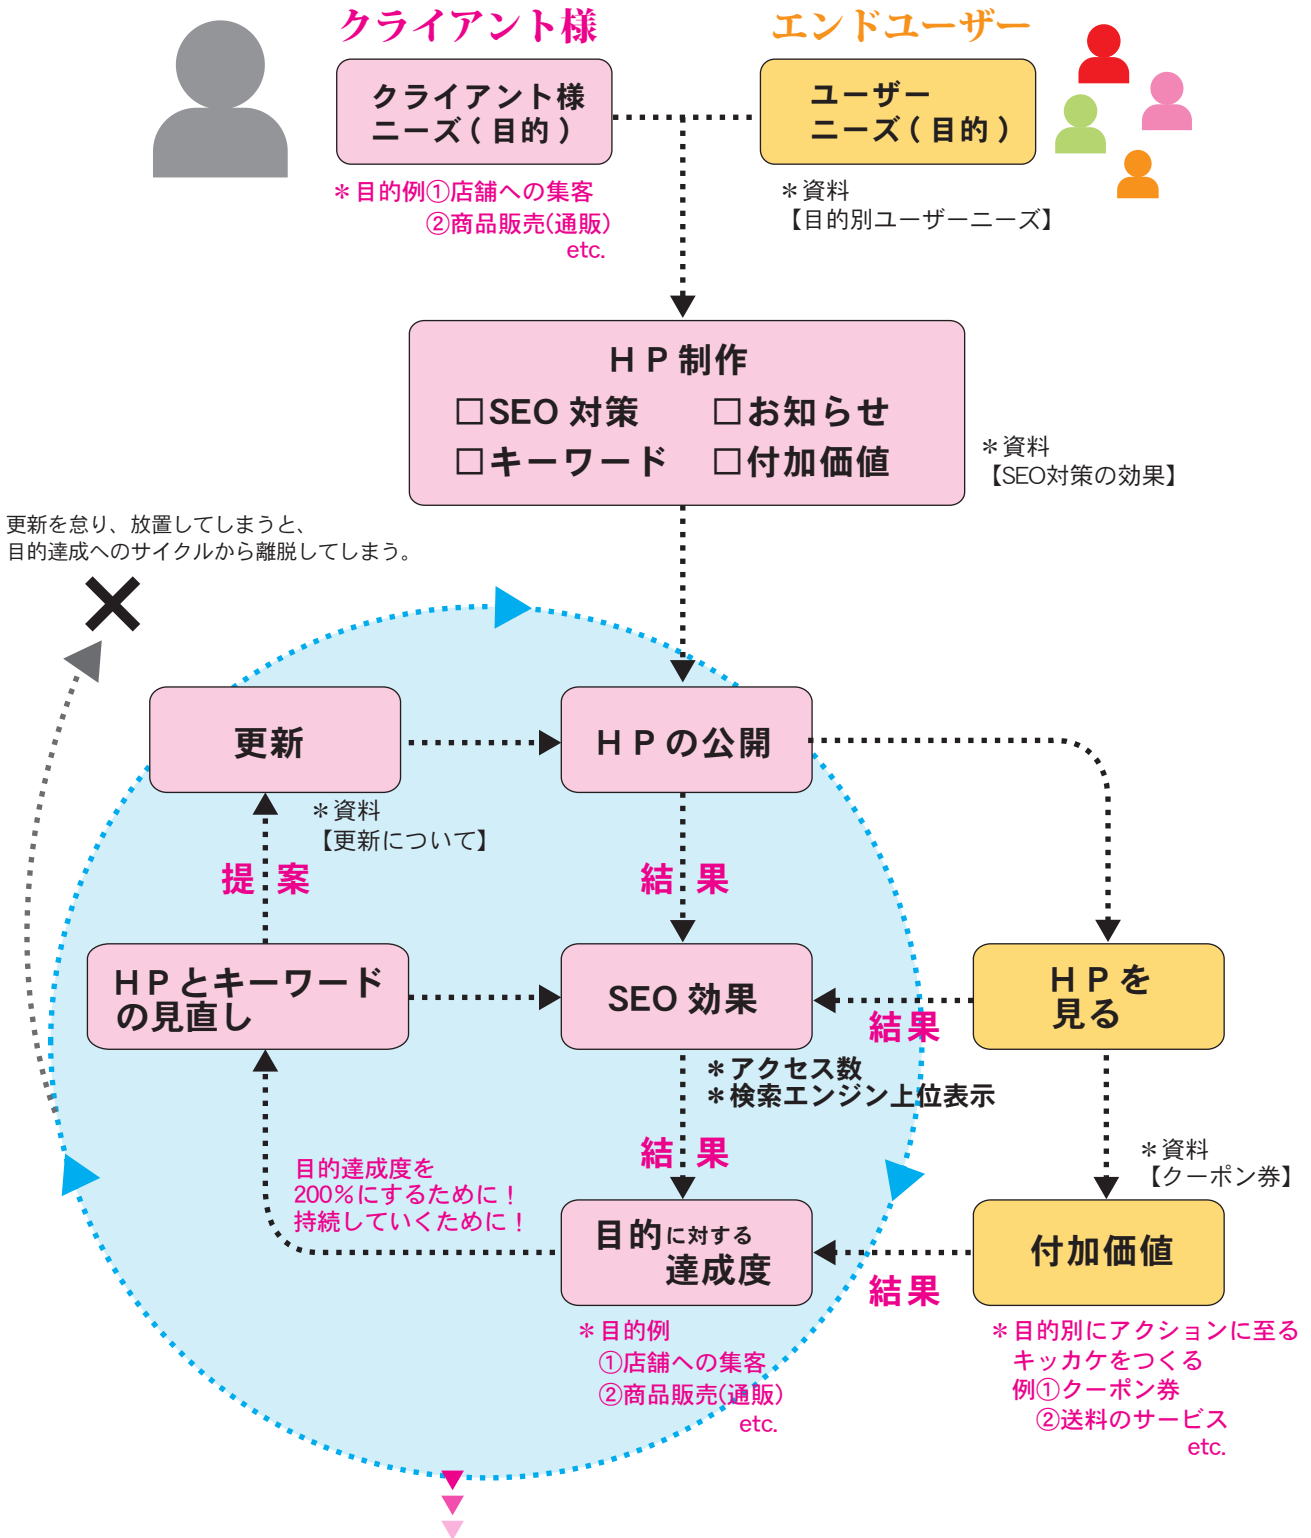 クライアント様
エンドユーザー
クライアント様
ニーズ(目的)
ユーザー
ニーズ(目的)
＊目的例①店舗への集客
②商品販売(通販)
etc.
＊資料
【目的別ユーザーニーズ】
ＨＰ制作
□SEO 対策
□お知らせ
□キーワード
□付加価値
＊資料
【SEO対策の効果】
更新を怠り、放置してしまうと、
目的達成へのサイクルから離脱してしまう。
更新
ＨＰの公開
＊資料
【更新について】
提案
結果
ＨＰとキーワード
の見直し
SEO 効果
ＨＰを
見る
結果
＊アクセス数
＊検索エンジン上位表示
結果
＊資料
【クーポン券】
目的達成度を
200％にするために！
持続していくために！
目的に対する
達成度
付加価値
結果
＊目的例
①店舗への集客
②商品販売(通販)
etc.
＊目的別にアクションに至る
キッカケをつくる
例①クーポン券
②送料のサービス
etc.